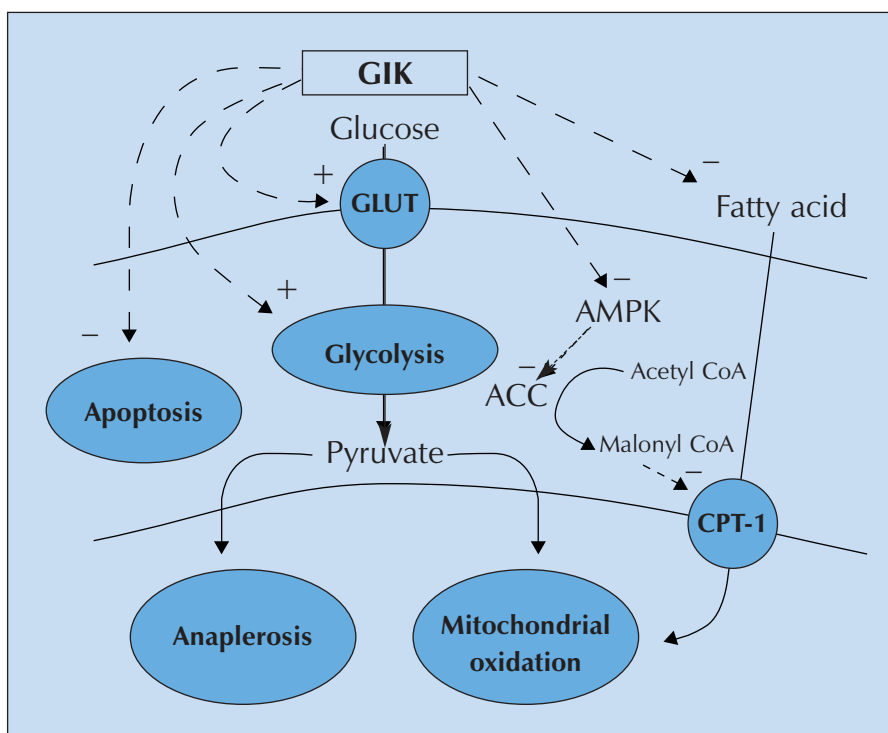 GIK
Glucose
−
+
GLUT
Fatty acid
+
−
AMPK
−
Glycolysis
−
ACC
Acetyl CoA
Apoptosis
Malonyl CoA
Pyruvate
−
CPT-1
Anaplerosis
Mitochondrial
oxidation